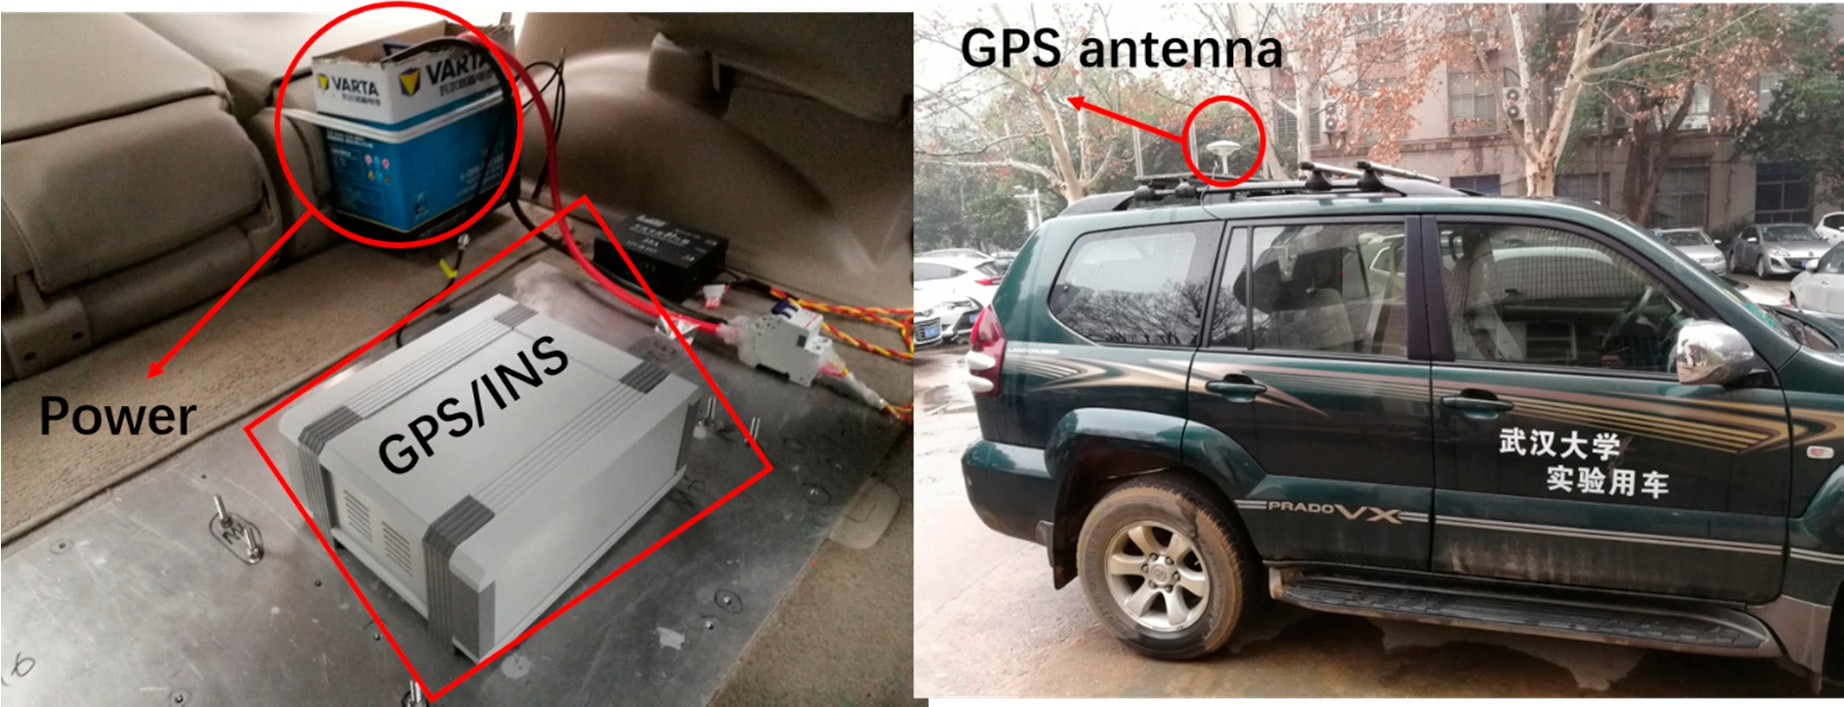 VARTA
VARTA
Power
GPS/INS
GPS antenna
武汉大学
实验用车
PRADO VX